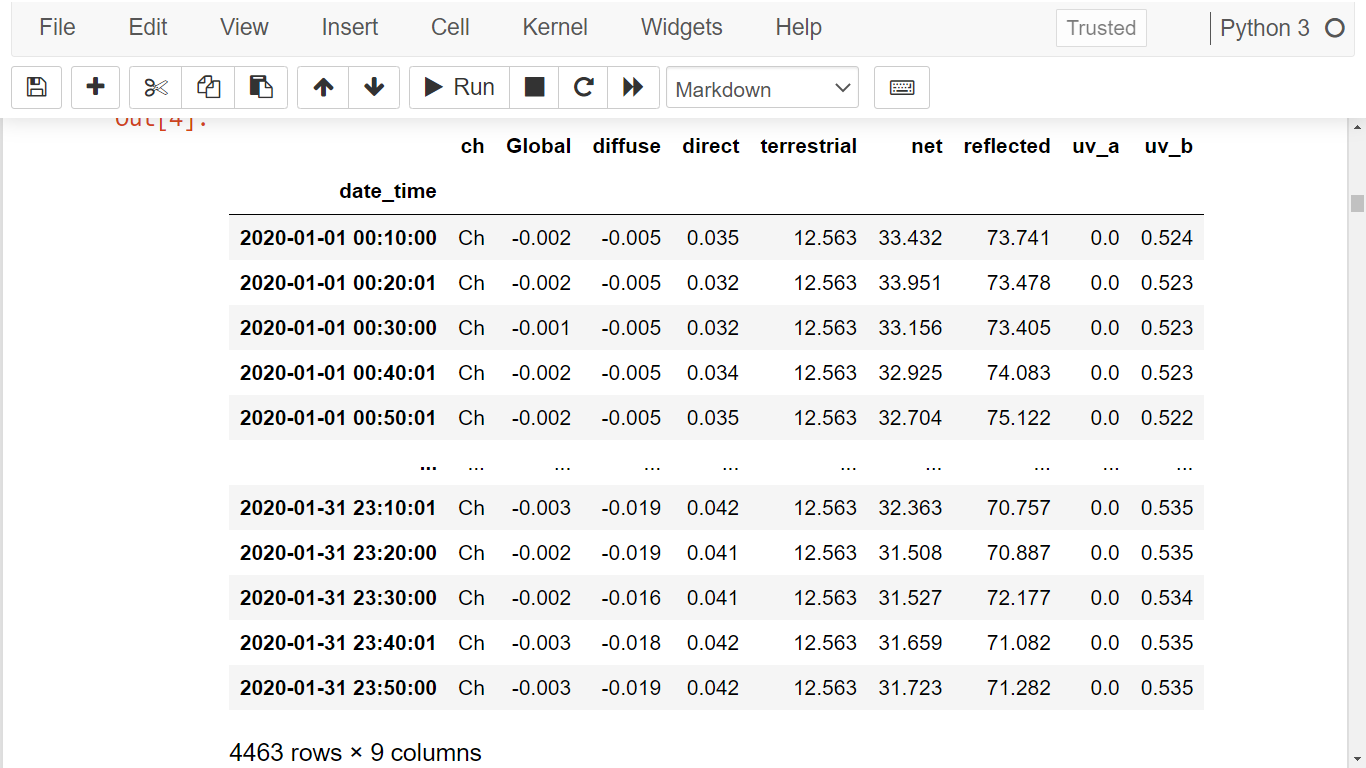 File Edit View Insert Cell Kernel Widgets Help Trusted Python 3
Run Markdown
Out[4]:
ch Global diffuse direct terrestrial net reflected uv_a uv_b
date_time
2020-01-01 00:10:00 Ch -0.002 -0.005 0.035 12.563 33.432 73.741 0.0 0.524
2020-01-01 00:20:01 Ch -0.002 -0.005 0.032 12.563 33.951 73.478 0.0 0.523
2020-01-01 00:30:00 Ch -0.001 -0.005 0.032 12.563 33.156 73.405 0.0 0.523
2020-01-01 00:40:01 Ch -0.002 -0.005 0.034 12.563 32.925 74.083 0.0 0.523
2020-01-01 00:50:01 Ch -0.002 -0.005 0.035 12.563 32.704 75.122 0.0 0.522
... ... ... ... ... ... ... ... ... ...
2020-01-31 23:10:01 Ch -0.003 -0.019 0.042 12.563 32.363 70.757 0.0 0.535
2020-01-31 23:20:00 Ch -0.002 -0.019 0.041 12.563 31.508 70.887 0.0 0.535
2020-01-31 23:30:00 Ch -0.002 -0.016 0.041 12.563 31.527 72.177 0.0 0.534
2020-01-31 23:40:01 Ch -0.003 -0.018 0.042 12.563 31.659 71.082 0.0 0.535
2020-01-31 23:50:00 Ch -0.003 -0.019 0.042 12.563 31.723 71.282 0.0 0.535
4463 rows × 9 columns